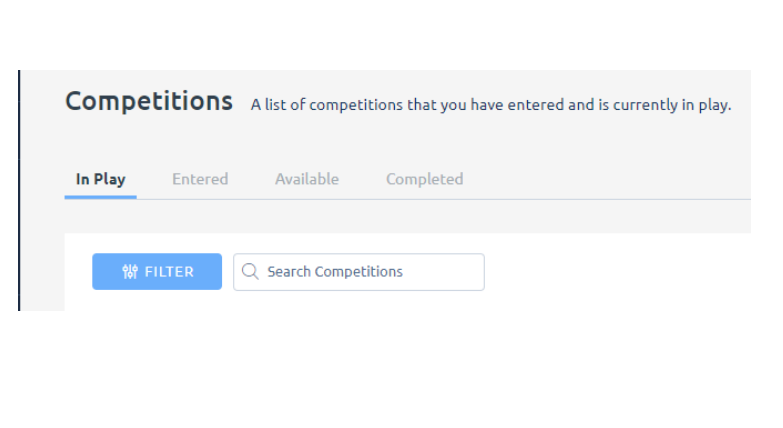 Competitions A list of competitions that you have entered and is currently in play.
In Play Entered Available Completed
FILTER Search Competitions